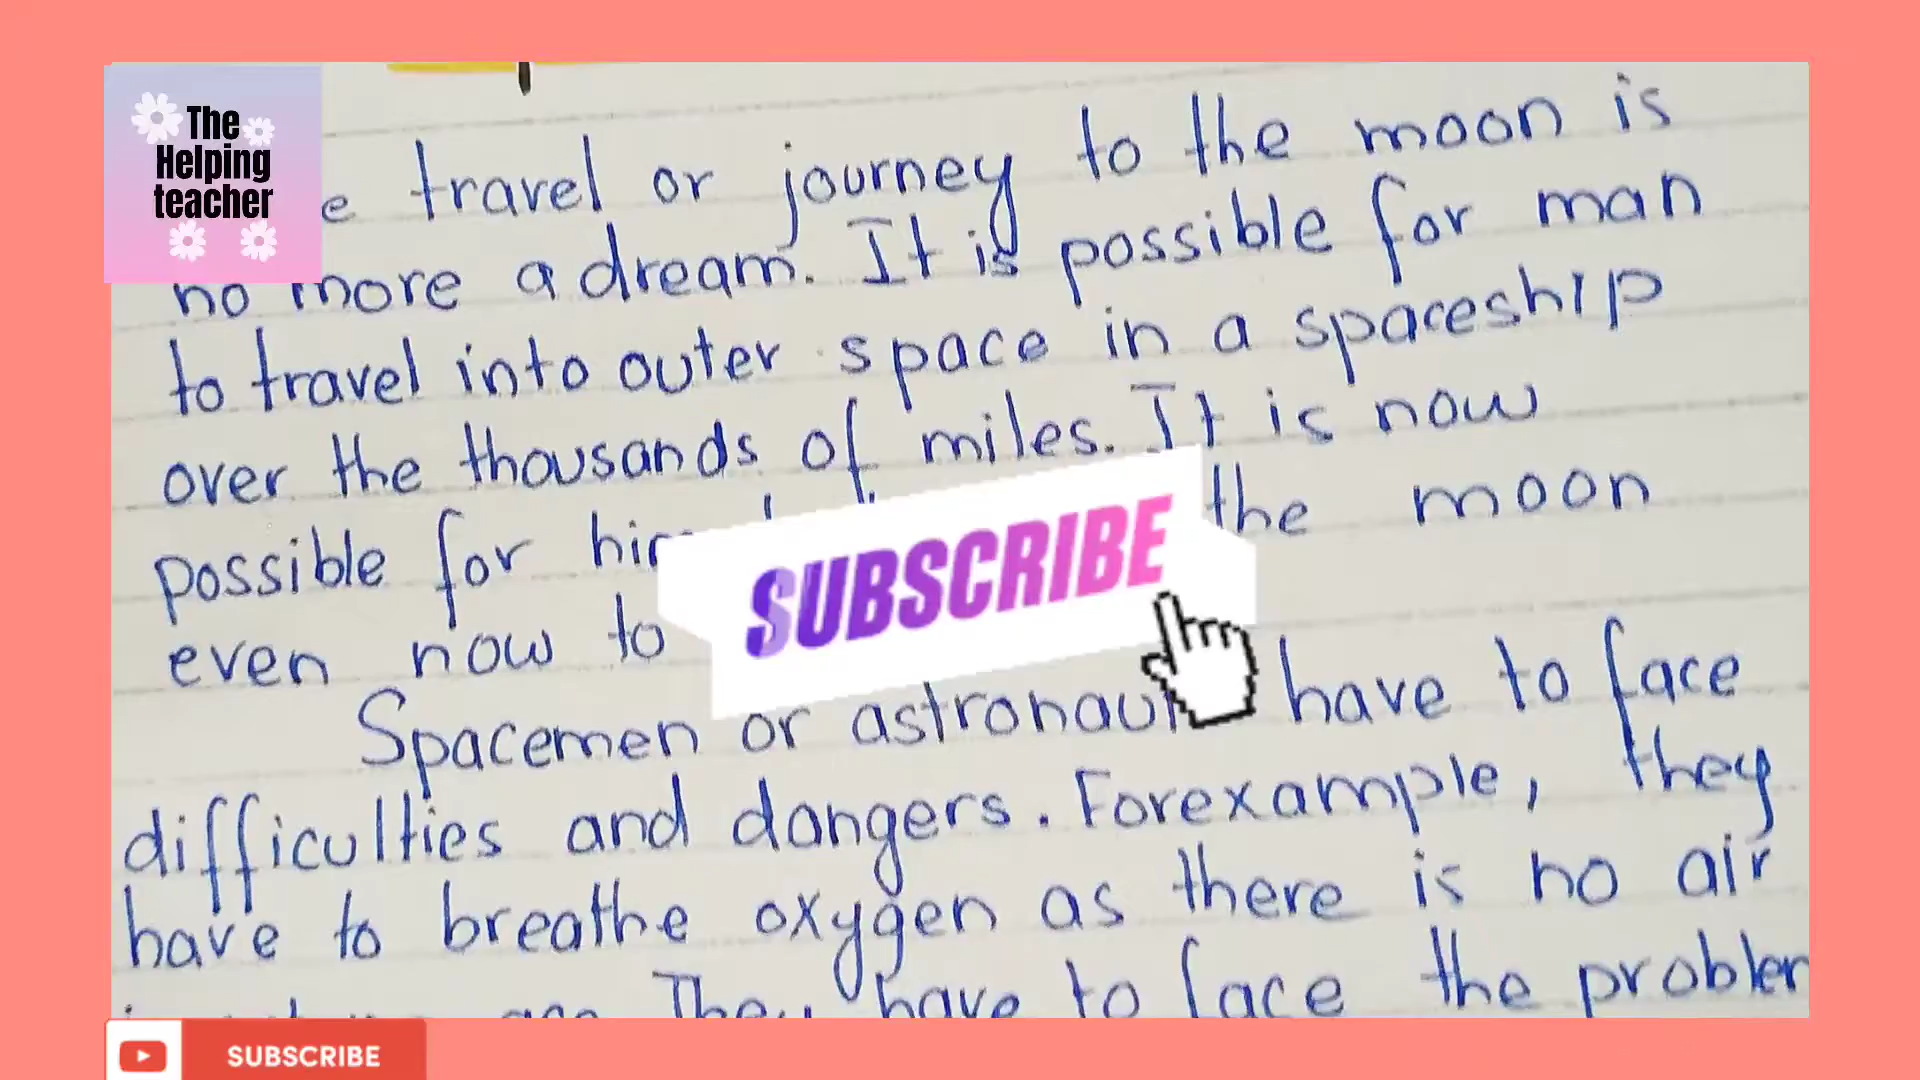 The
Helping
teacher
travel or journey to the moon is
no more a dream. It is possible for man
to travel into outer space in a spaceship
over the thousands of miles. It is now
possible for the moon
even now to
SUBSCRIBE
Spacemen or have to face
difficulties and dangers. Forexample, they
have to breathe oxygen as there is no air
They have to face the
SUBSCRIBE